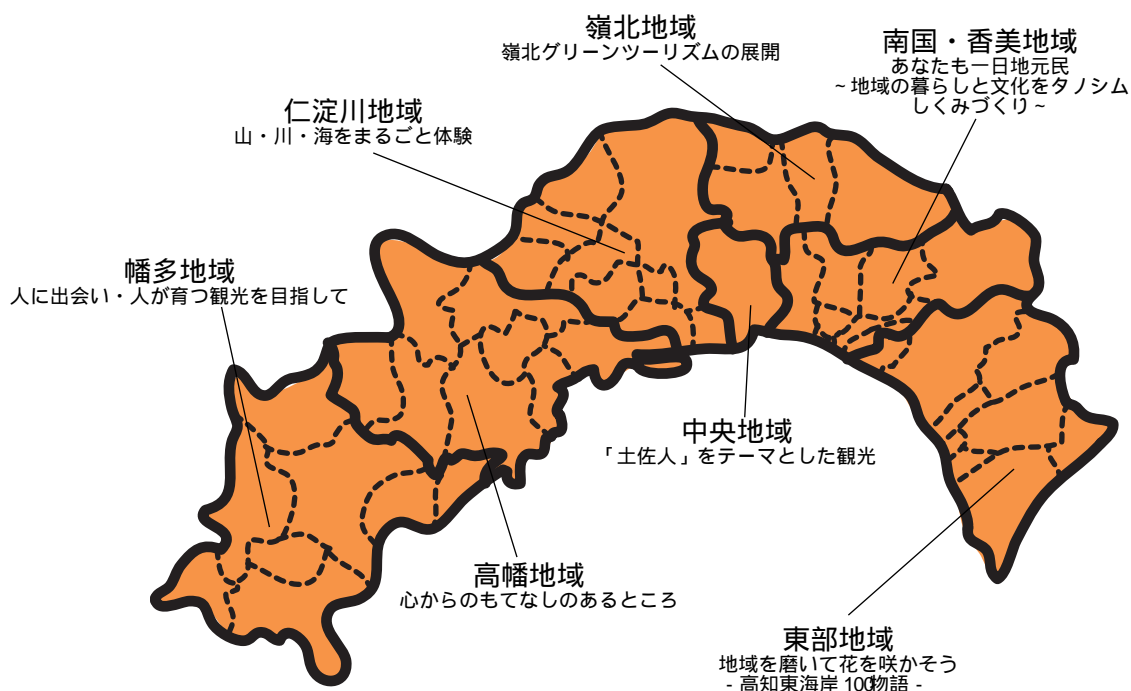 嶺北地域
嶺北グリーンツーリズムの展開
南国・香美地域
あなたも一日地元民
~地域の暮らしと文化をタノシム
しくみづくり~
仁淀川地域
山・川・海をまるごと体験
幡多地域
人に出会い・人が育つ観光を目指して
中央地域
「土佐人」をテーマとした観光
高幡地域
心からのもてなしのあるところ
東部地域
地域を磨いて花を咲かそう
- 高知東海岸100物語 -